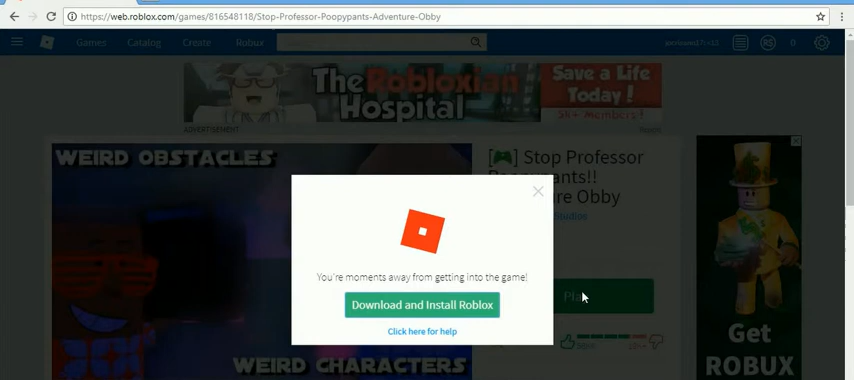 https://web.roblox.com/games/816548118/Stop-Professor-Poopypants-Adventure-Obby
Games Catalog Create Robux
0
The Robloxian Hospital
Save a Life Today!
5k+ Members!
ADVERTISEMENT
WEIRD OBSTACLES
Stop Professor
You're moments away from getting into the game!
Download and Install Roblox
Click here for help
WEIRD CHARACTERS
Get
ROBUX